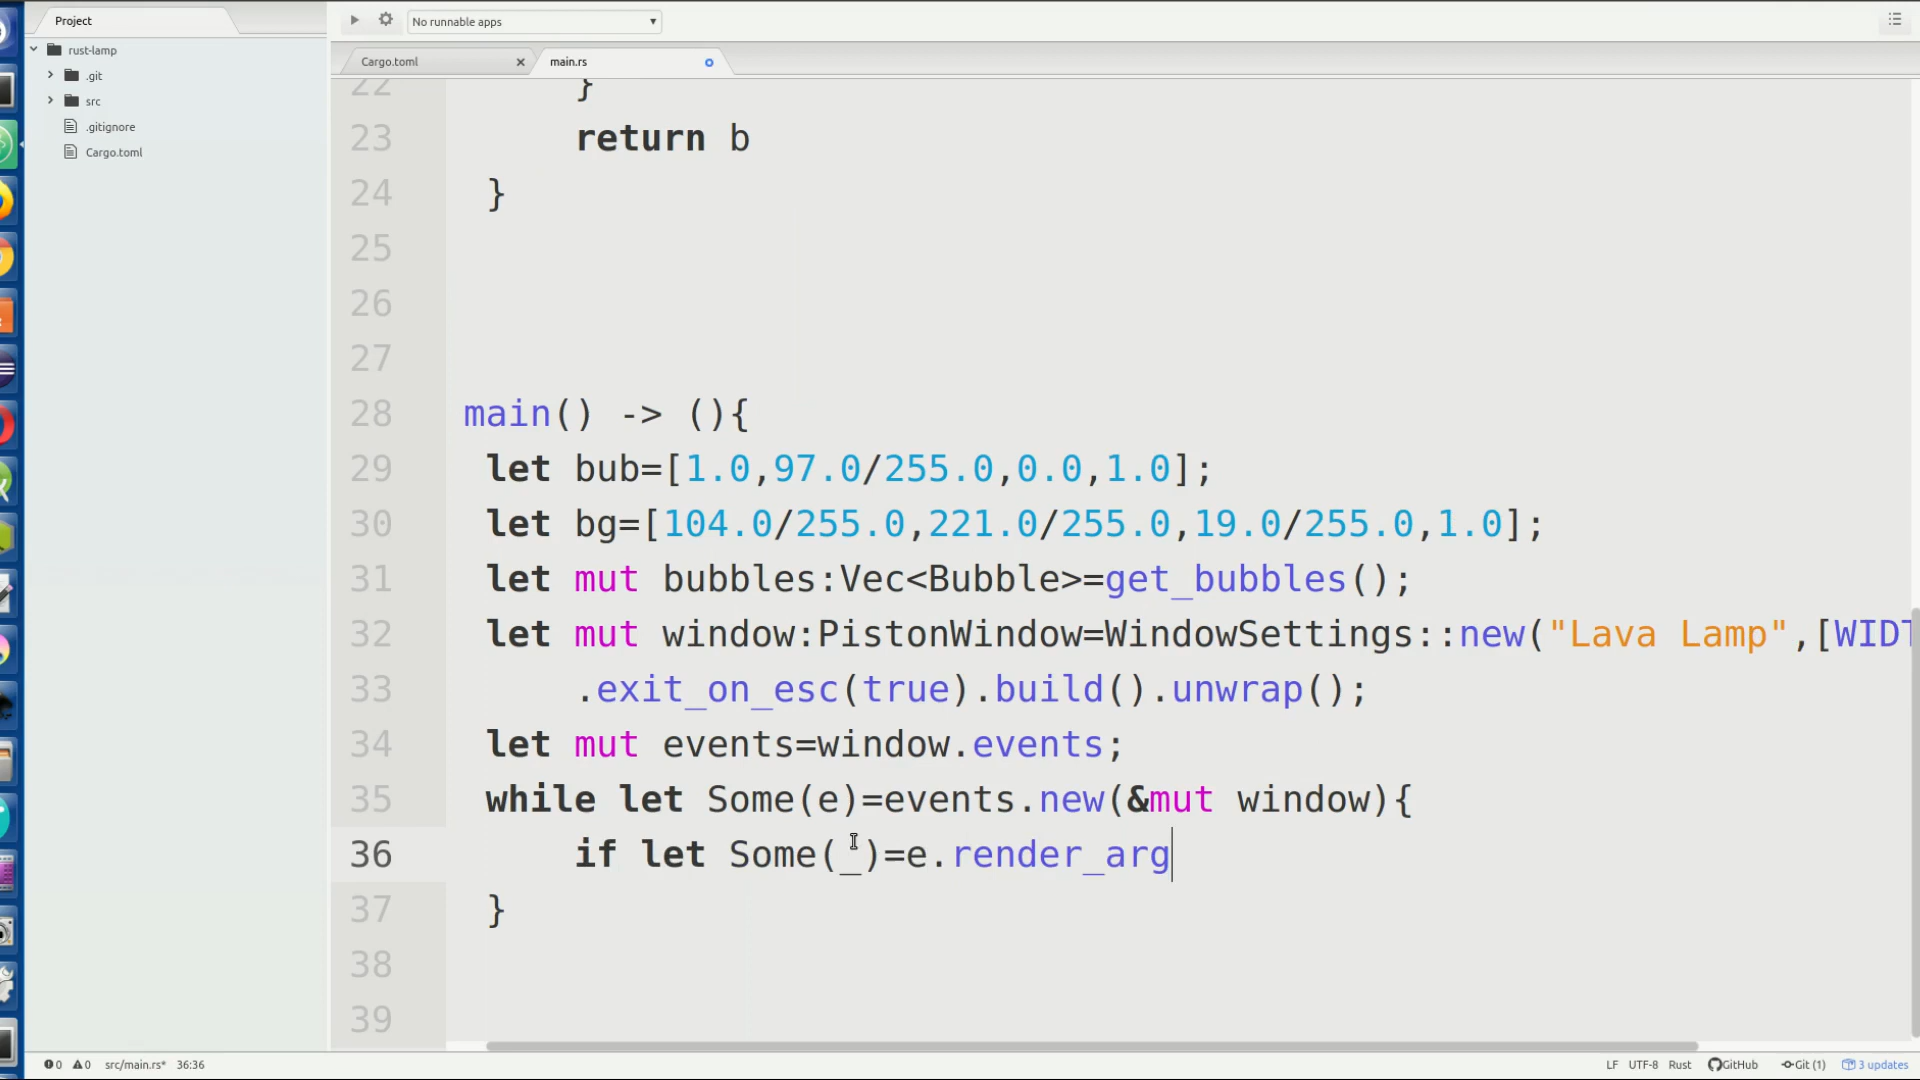 Project
No runnable apps
rust-lamp
.git
src
.gitignore
Cargo.toml
Cargo.toml
main.rs
22 }
23 return b
24 }
25
26
27
28 main() -> (){
29 let bub=[1.0,97.0/255.0,0.0,1.0];
30 let bg=[104.0/255.0,221.0/255.0,19.0/255.0,1.0];
31 let mut bubbles:Vec<Bubble>=get_bubbles();
32 let mut window:PistonWindow=WindowSettings::new("Lava Lamp",[WIDT
33 .exit_on_esc(true).build().unwrap();
34 let mut events=window.events;
35 while let Some(e)=events.new(&mut window){
36 if let Some(_)=e.render_arg
37 }
38
39
0 0 src/main.rs* 36:36 LF UTF-8 Rust GitHub Git (1) 3 updates